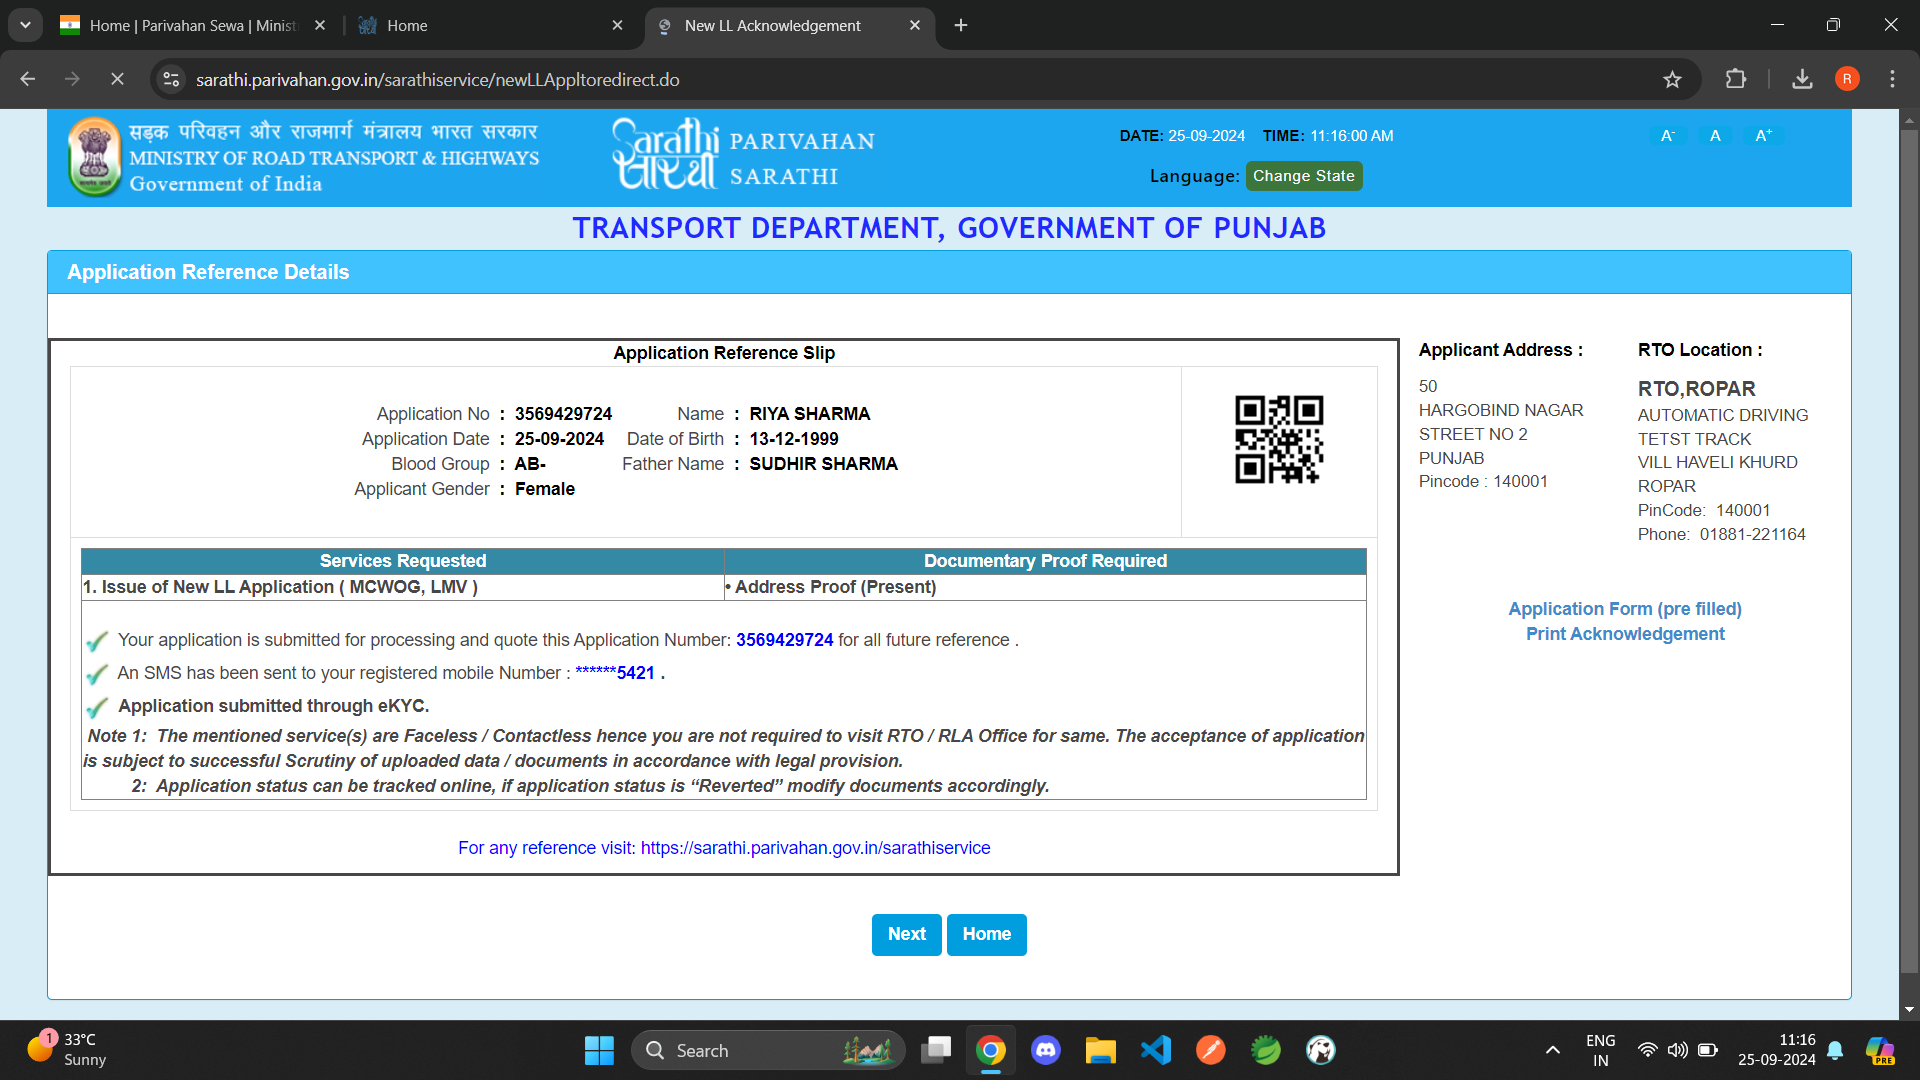 Home | Parivahan Sewa | Minist
Home
New LL Acknowledgement
sarathi.parivahan.gov.in/sarathiservice/newLLAppltoredirect.do
R
सड़क परिवहन और राजमार्ग मंत्रालय भारत सरकार
MINISTRY OF ROAD TRANSPORT & HIGHWAYS
Government of India
Sarathi
सारथी
PARIVAHAN
SARATHI
DATE: 25-09-2024 TIME: 11:16:00 AM
Language: Change State
A- A A+
TRANSPORT DEPARTMENT, GOVERNMENT OF PUNJAB
Application Reference Details
Application Reference Slip
Application No : 3569429724 Name : RIYA SHARMA
Application Date : 25-09-2024 Date of Birth : 13-12-1999
Blood Group : AB- Father Name : SUDHIR SHARMA
Applicant Gender : Female
Services Requested Documentary Proof Required
1. Issue of New LL Application ( MCWOG, LMV ) • Address Proof (Present)
Your application is submitted for processing and quote this Application Number: 3569429724 for all future reference .
An SMS has been sent to your registered mobile Number : ******5421 .
Application submitted through eKYC.
Note 1: The mentioned service(s) are Faceless / Contactless hence you are not required to visit RTO / RLA Office for same. The acceptance of application
is subject to successful Scrutiny of uploaded data / documents in accordance with legal provision.
2: Application status can be tracked online, if application status is “Reverted” modify documents accordingly.
For any reference visit: https://sarathi.parivahan.gov.in/sarathiservice
Applicant Address :
50
HARGOBIND NAGAR
STREET NO 2
PUNJAB
Pincode : 140001
RTO Location :
RTO,ROPAR
AUTOMATIC DRIVING
TETST TRACK
VILL HAVELI KHURD
ROPAR
PinCode: 140001
Phone: 01881-221164
Application Form (pre filled)
Print Acknowledgement
Next Home
1
33°C
Sunny
Search
ENG
IN
11:16
25-09-2024
PRE